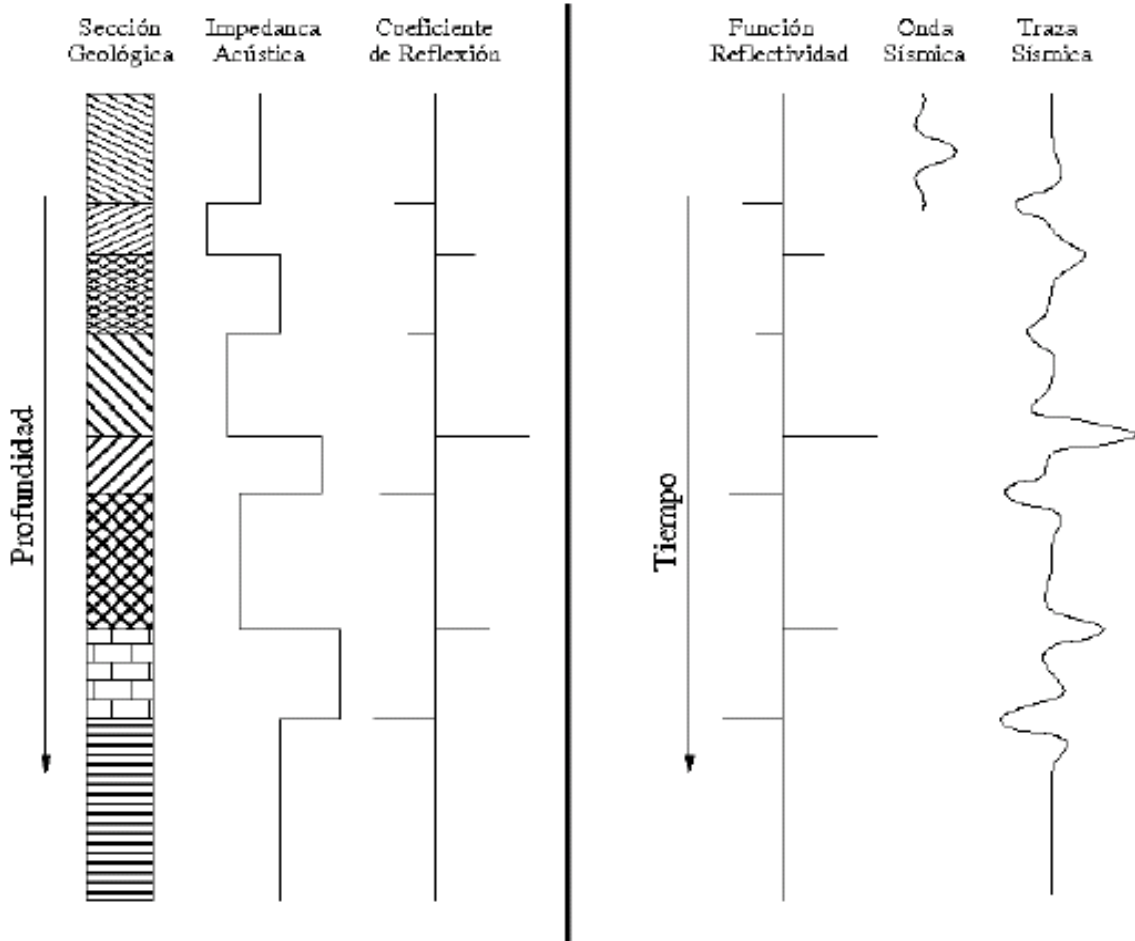 Sección
Geológica
Impedanca
Acústica
Coeficiente
de Reflexión
Profundidad
Función
Reflectividad
Onda
Sísmica
Traza
Sísmica
Tiempo